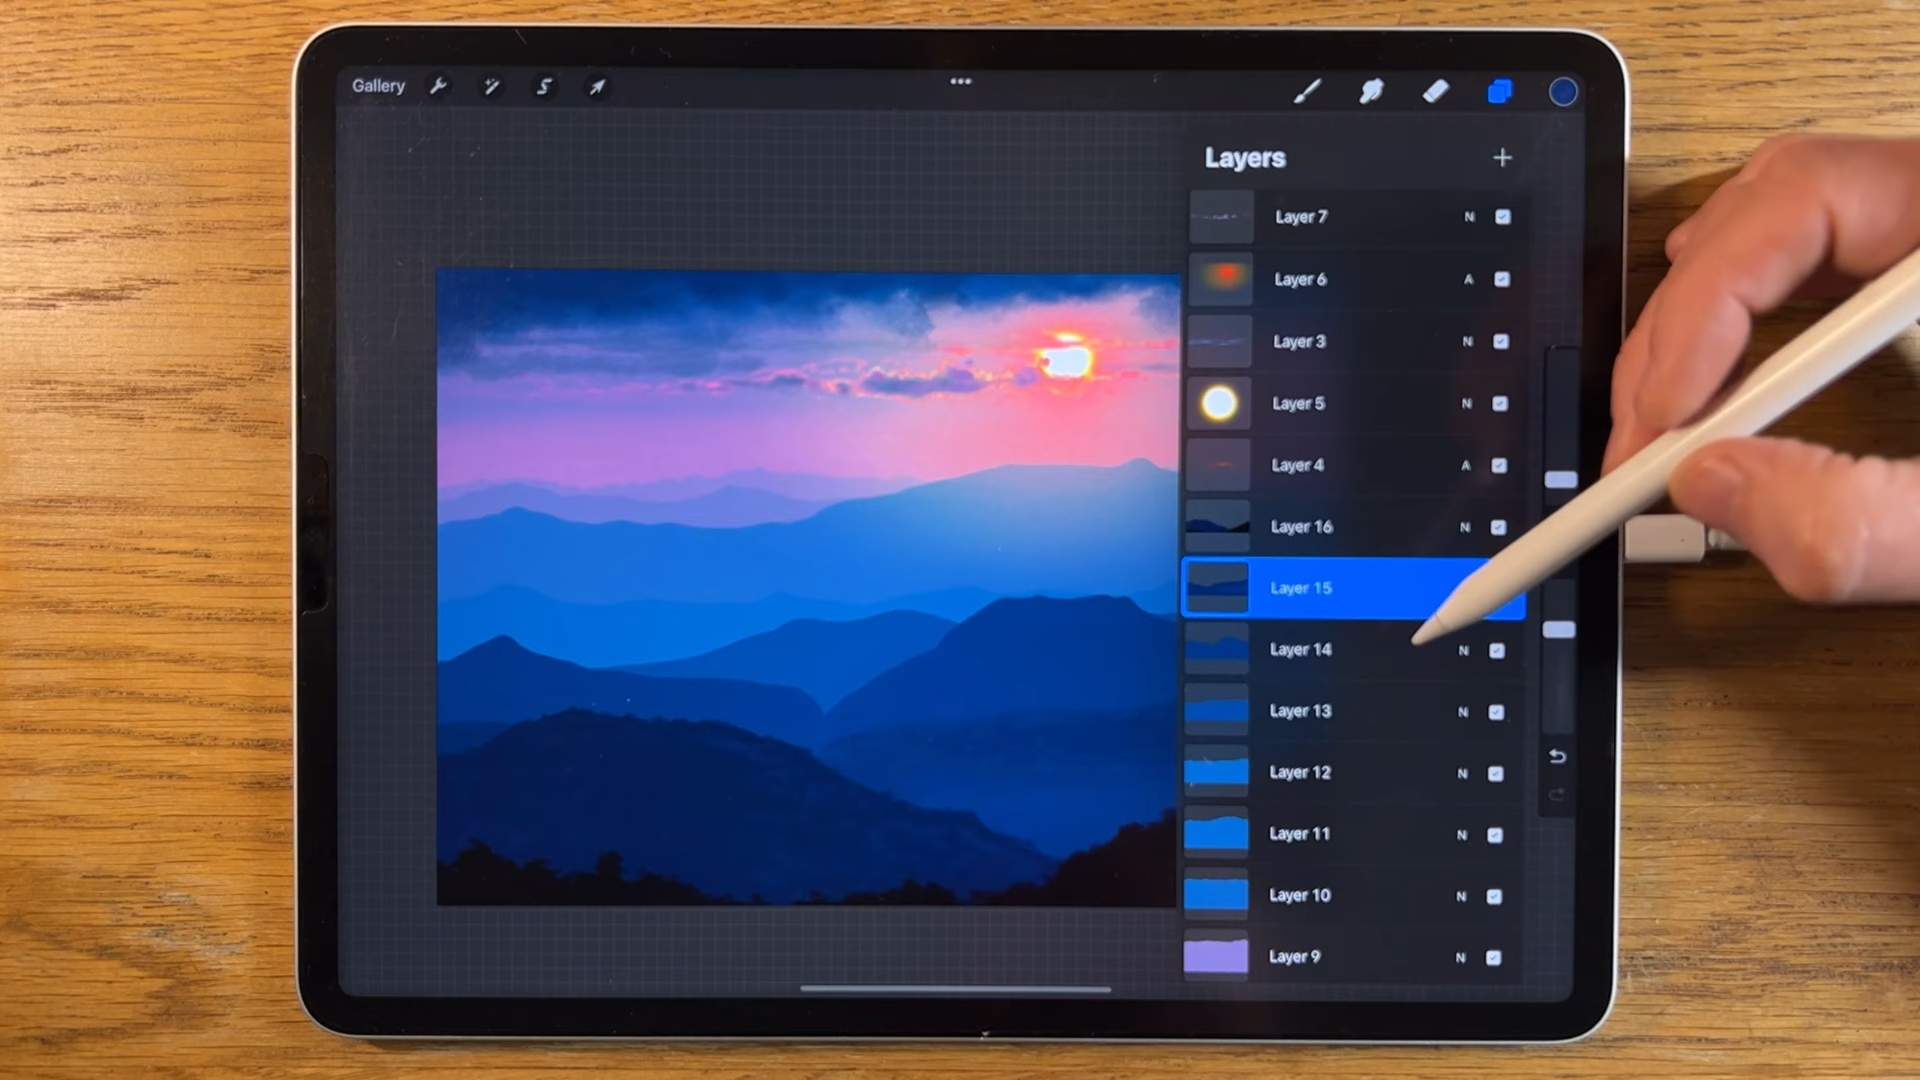 Gallery
Layers
Layer 7 N
Layer 6 A
Layer 3 N
Layer 5 N
Layer 4 A
Layer 16 N
Layer 15
Layer 14 N
Layer 13 N
Layer 12 N
Layer 11 N
Layer 10 N
Layer 9 N